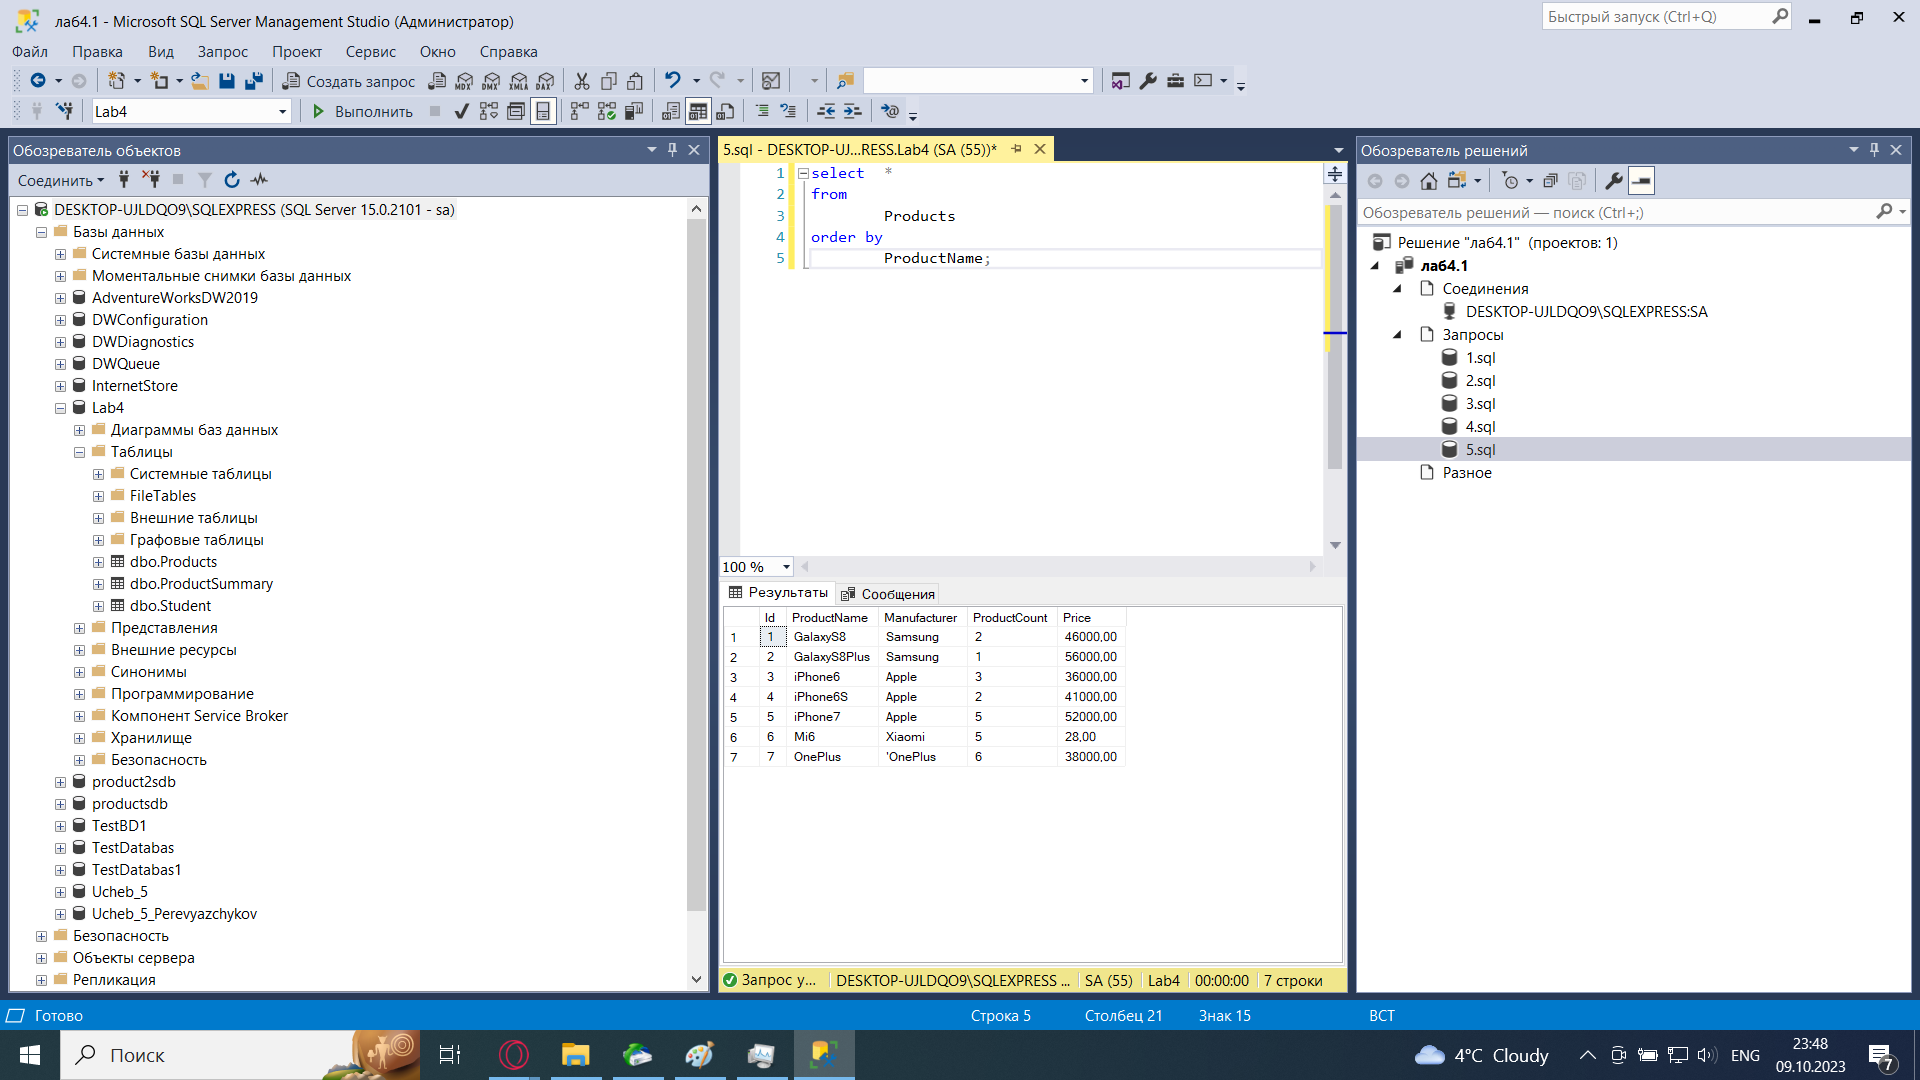 лаб4.1 - Microsoft SQL Server Management Studio (Администратор)
Быстрый запуск (Ctrl+Q)
Файл Правка Вид Запрос Проект Сервис Окно Справка
Создать запрос MDX DMX XMLA DAX
Lab4 Выполнить
Обозреватель объектов
Соединить
DESKTOP-UJLDQO9\SQLEXPRESS (SQL Server 15.0.2101 - sa)
Базы данных
Системные базы данных
Моментальные снимки базы данных
AdventureWorksDW2019
DWConfiguration
DWDiagnostics
DWQueue
InternetStore
Lab4
Диаграммы баз данных
Таблицы
Системные таблицы
FileTables
Внешние таблицы
Графовые таблицы
dbo.Products
dbo.ProductSummary
dbo.Student
Представления
Внешние ресурсы
Синонимы
Программирование
Компонент Service Broker
Хранилище
Безопасность
product2sdb
productsdb
TestBD1
TestDatabas
TestDatabas1
Ucheb_5
Ucheb_5_Perevyazchykov
Безопасность
Объекты сервера
Репликация
5.sql - DESKTOP-UJ...RESS.Lab4 (SA (55))*
1 select *
2 from
3 Products
4 order by
5 ProductName;
100 %
Результаты Сообщения
Id ProductName Manufacturer ProductCount Price
1 1 GalaxyS8 Samsung 2 46000,00
2 2 GalaxyS8Plus Samsung 1 56000,00
3 3 iPhone6 Apple 3 36000,00
4 4 iPhone6S Apple 2 41000,00
5 5 iPhone7 Apple 5 52000,00
6 6 Mi6 Xiaomi 5 28,00
7 7 OnePlus 'OnePlus 6 38000,00
Запрос у... DESKTOP-UJLDQO9\SQLEXPRESS ... SA (55) Lab4 00:00:00 7 строки
Обозреватель решений
Обозреватель решений — поиск (Ctrl+;)
Решение "лаб4.1" (проектов: 1)
лаб4.1
Соединения
DESKTOP-UJLDQO9\SQLEXPRESS:SA
Запросы
1.sql
2.sql
3.sql
4.sql
5.sql
Разное
Готово Строка 5 Столбец 21 Знак 15 ВСТ
Поиск
4°C Cloudy
ENG
23:48
09.10.2023
7